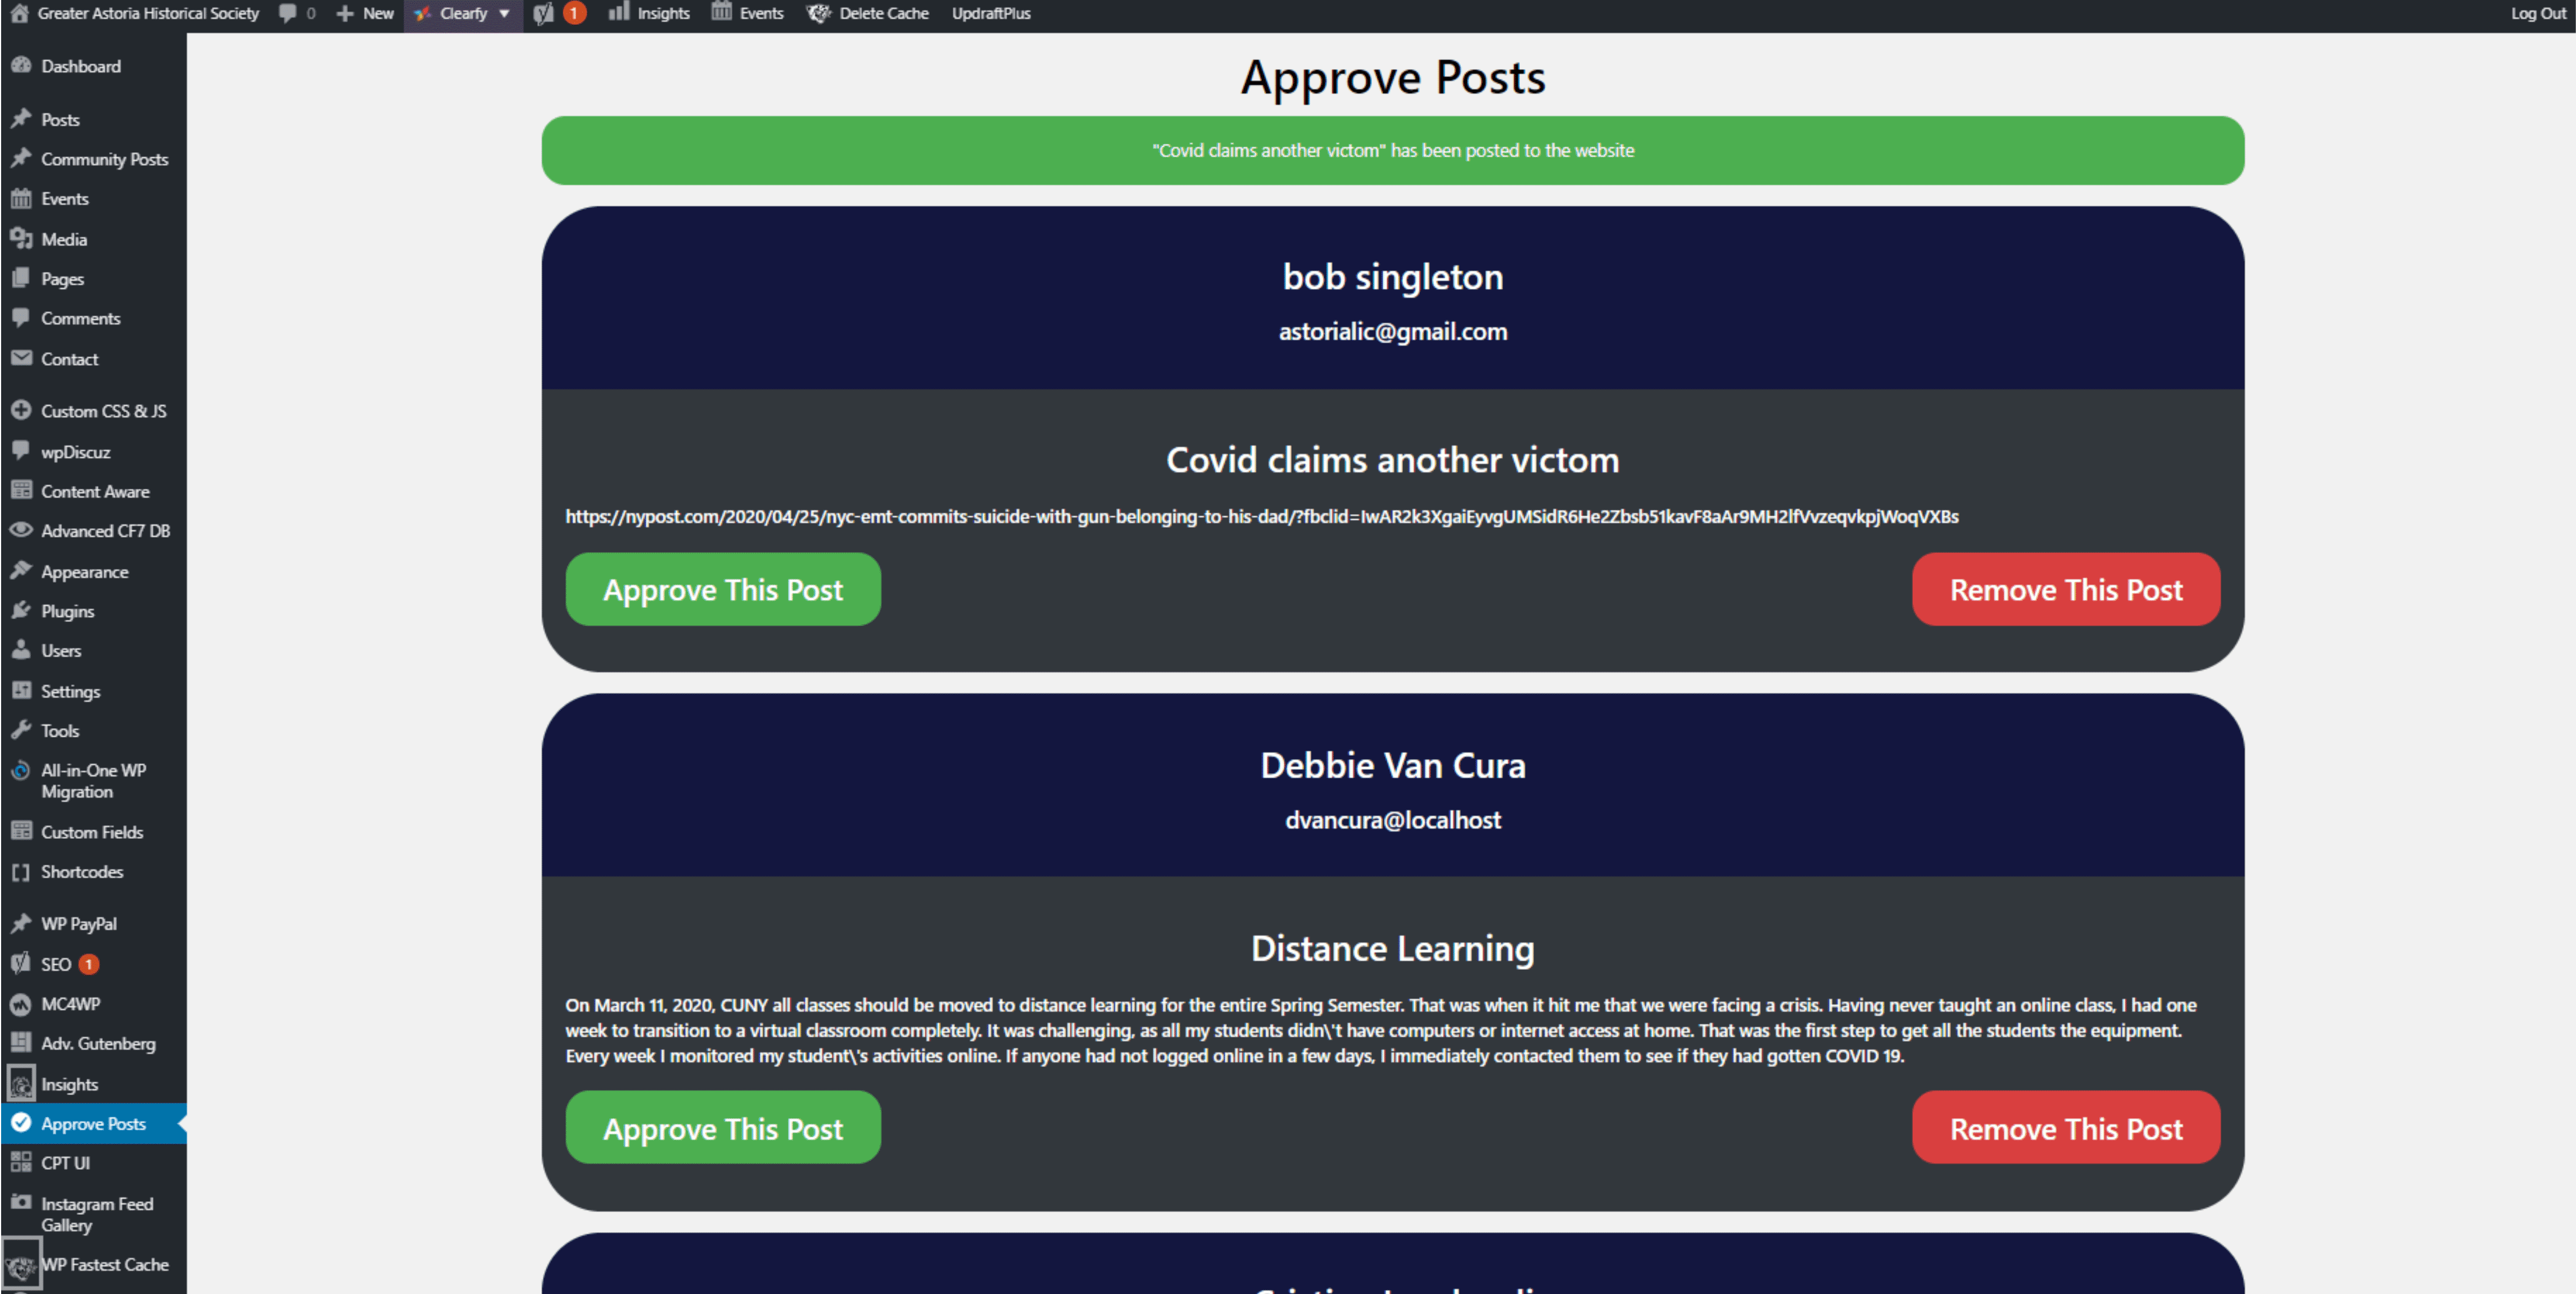 Greater Astoria Historical Society 0 New Clearfy 1 Insights Events Delete Cache UpdraftPlus Log Out
Dashboard
Posts
Community Posts
Events
Media
Pages
Comments
Contact
Custom CSS & JS
wpDiscuz
Content Aware
Advanced CF7 DB
Appearance
Plugins
Users
Settings
Tools
All-in-One WP
Migration
Custom Fields
Shortcodes
WP PayPal
SEO 1
MC4WP
Adv. Gutenberg
Insights
Approve Posts
CPT UI
Instagram Feed
Gallery
WP Fastest Cache
Approve Posts
"Covid claims another victom" has been posted to the website
bob singleton
astorialic@gmail.com
Covid claims another victom
https://nypost.com/2020/04/25/nyc-emt-commits-suicide-with-gun-belonging-to-his-dad/?fbclid=IwAR2k3XgaiEyvgUMSidR6He2Zbsb51kavF8aAr9MH2lfVvzeqvkpjWoqVXBs
Approve This Post Remove This Post
Debbie Van Cura
dvancura@localhost
Distance Learning
On March 11, 2020, CUNY all classes should be moved to distance learning for the entire Spring Semester. That was when it hit me that we were facing a crisis. Having never taught an online class, I had one
week to transition to a virtual classroom completely. It was challenging, as all my students didn\'t have computers or internet access at home. That was the first step to get all the students the equipment.
Every week I monitored my student\'s activities online. If anyone had not logged online in a few days, I immediately contacted them to see if they had gotten COVID 19.
Approve This Post Remove This Post